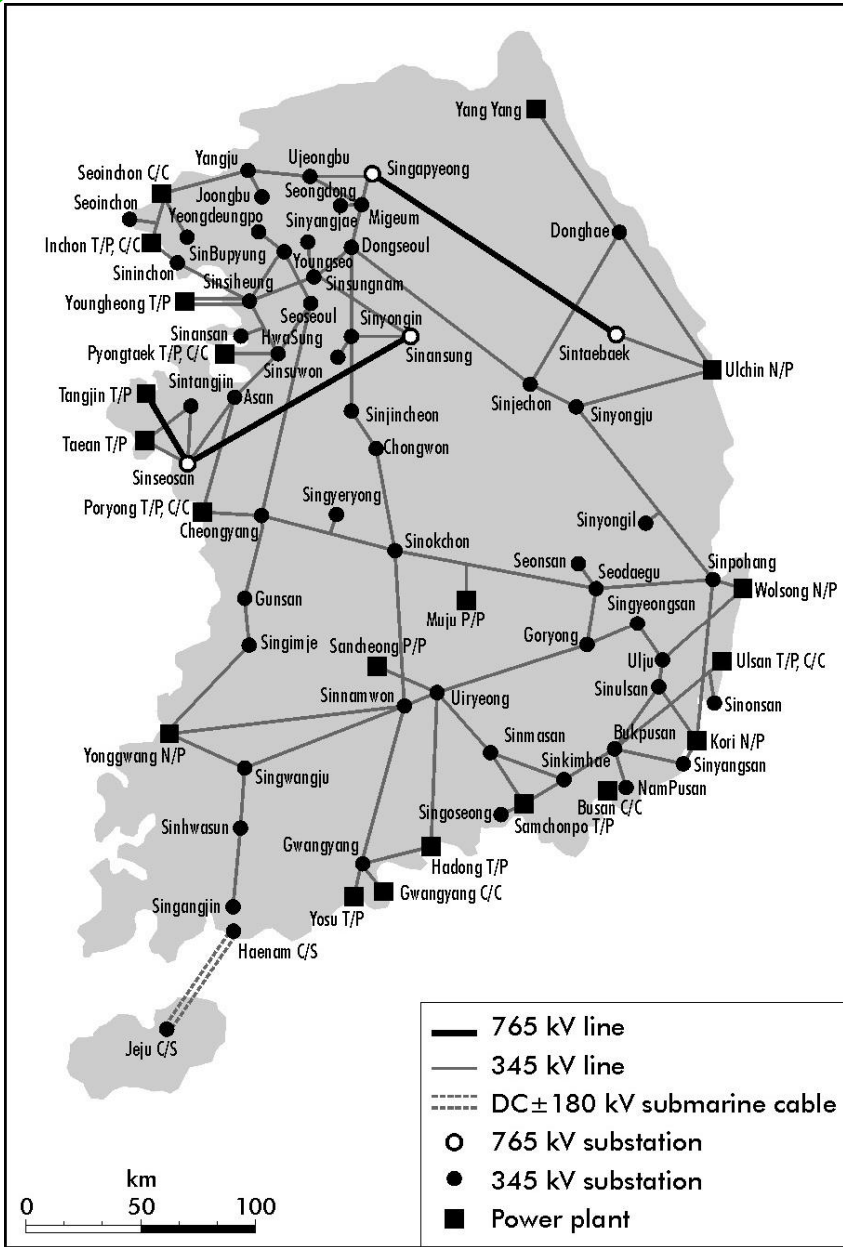 Yang Yang
Ujeongbu
Yangju
Singapyeong
Seoinchon C/C
Joongbu
Seongdong
Seoinchon
Yeongdeungpo
Sinyangjae
Migeum
Donghae
Inchon T/P, C/C
SinBupyung
Youngseo
Dongseoul
Sininchon
Sinsiheung
Sinsungnam
Youngheong T/P
Seoseoul
Sinansan
HwaSung
Sinyongin
Sinansung
Sintaebaek
Pyongtaek T/P, C/C
Sinsuwon
Ulchin N/P
Sintangjin
Tangjin T/P
Asan
Sinjincheon
Sinjechon
Sinyongju
Taean T/P
Chongwon
Sinseosan
Poryong T/P, C/C
Singyeryong
Cheongyang
Sinyongil
Sinokchon
Seonsan
Sinpohang
Seodaegu
Wolsong N/P
Gunsan
Muju P/P
Singyeongsan
Singimje
Sancheong P/P
Goryong
Ulju
Ulsan T/P, C/C
Sinnamwon
Uiryeong
Sinulsan
Sinonsan
Yonggwang N/P
Sinmasan
Bukpusan
Kori N/P
Singwangju
Sinkimhae
Sinyangsan
Busan C/C
NamPusan
Sinhwasun
Singoseong
Samchonpo T/P
Gwangyang
Hadong T/P
Singangjin
Yosu T/P
Gwangyang C/C
Haenam C/S
Jeju C/S
765 kV line
345 kV line
DC±180 kV submarine cable
765 kV substation
345 kV substation
Power plant
km
0 50 100